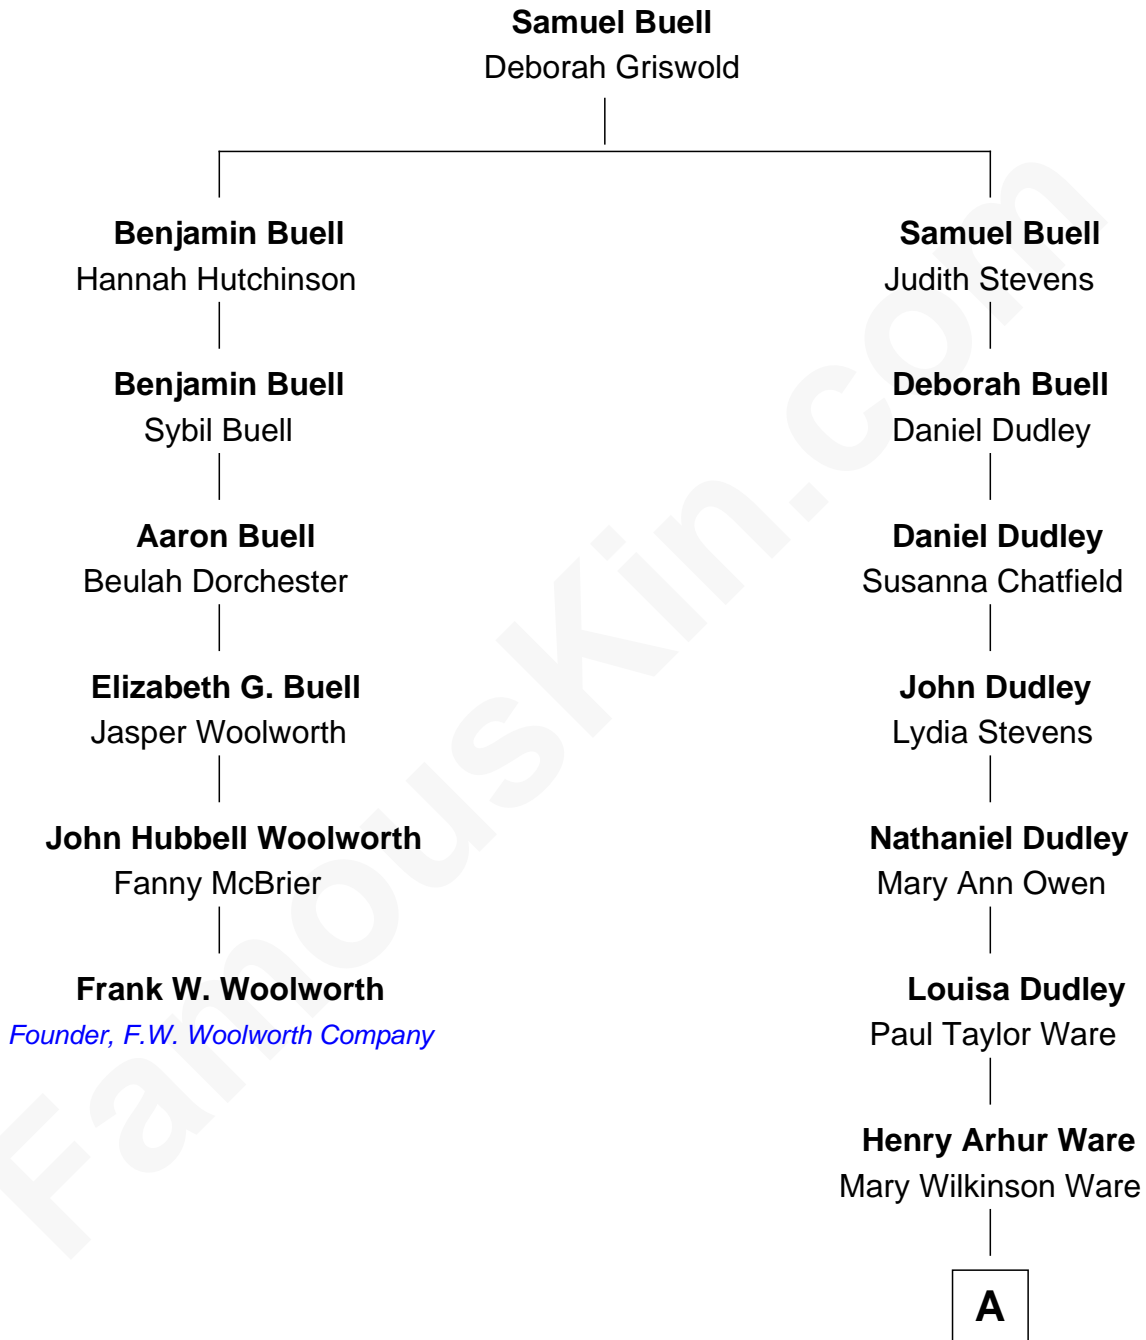 Samuel Buell
Deborah Griswold
Benjamin Buell
Hannah Hutchinson
Benjamin Buell
Sybil Buell
Aaron Buell
Beulah Dorchester
Elizabeth G. Buell
Jasper Woolworth
John Hubbell Woolworth
Fanny McBrier
Frank W. Woolworth
Founder, F.W. Woolworth Company
Samuel Buell
Judith Stevens
Deborah Buell
Daniel Dudley
Daniel Dudley
Susanna Chatfield
John Dudley
Lydia Stevens
Nathaniel Dudley
Mary Ann Owen
Louisa Dudley
Paul Taylor Ware
Henry Arhur Ware
Mary Wilkinson Ware
A
FamousKin.com